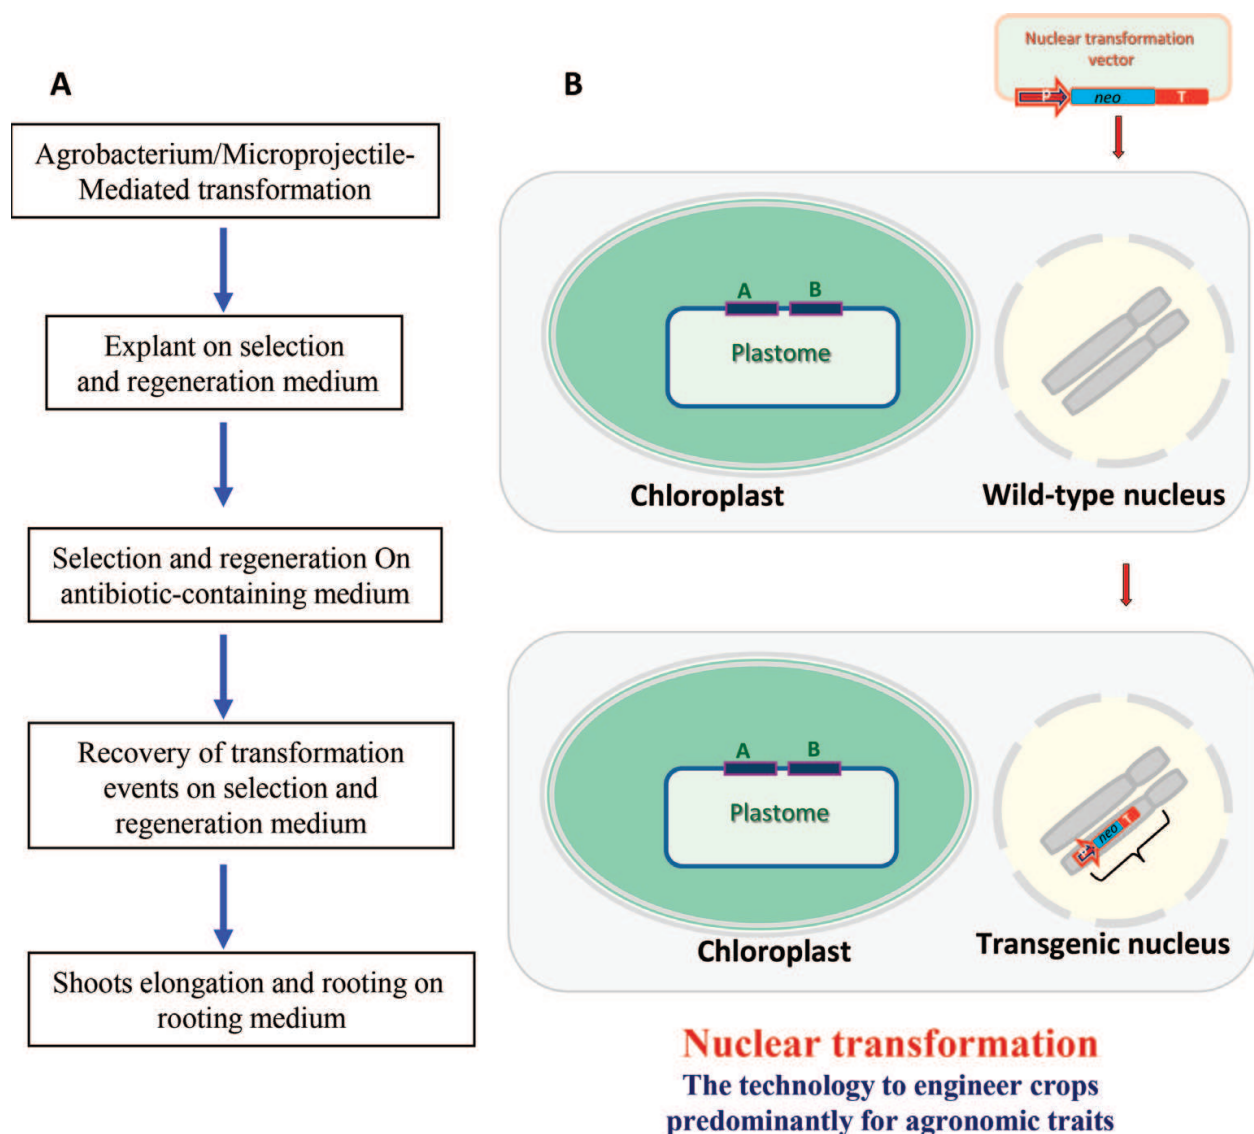 A
Agrobacterium/Microprojectile-
Mediated transformation
Explant on selection
and regeneration medium
Selection and regeneration On
antibiotic-containing medium
Recovery of transformation
events on selection and
regeneration medium
Shoots elongation and rooting on
rooting medium
B
Nuclear transformation
vector
P neo T
A B
Plastome
Chloroplast
Wild-type nucleus
A B
Plastome
P neo T
Chloroplast
Transgenic nucleus
Nuclear transformation
The technology to engineer crops
predominantly for agronomic traits